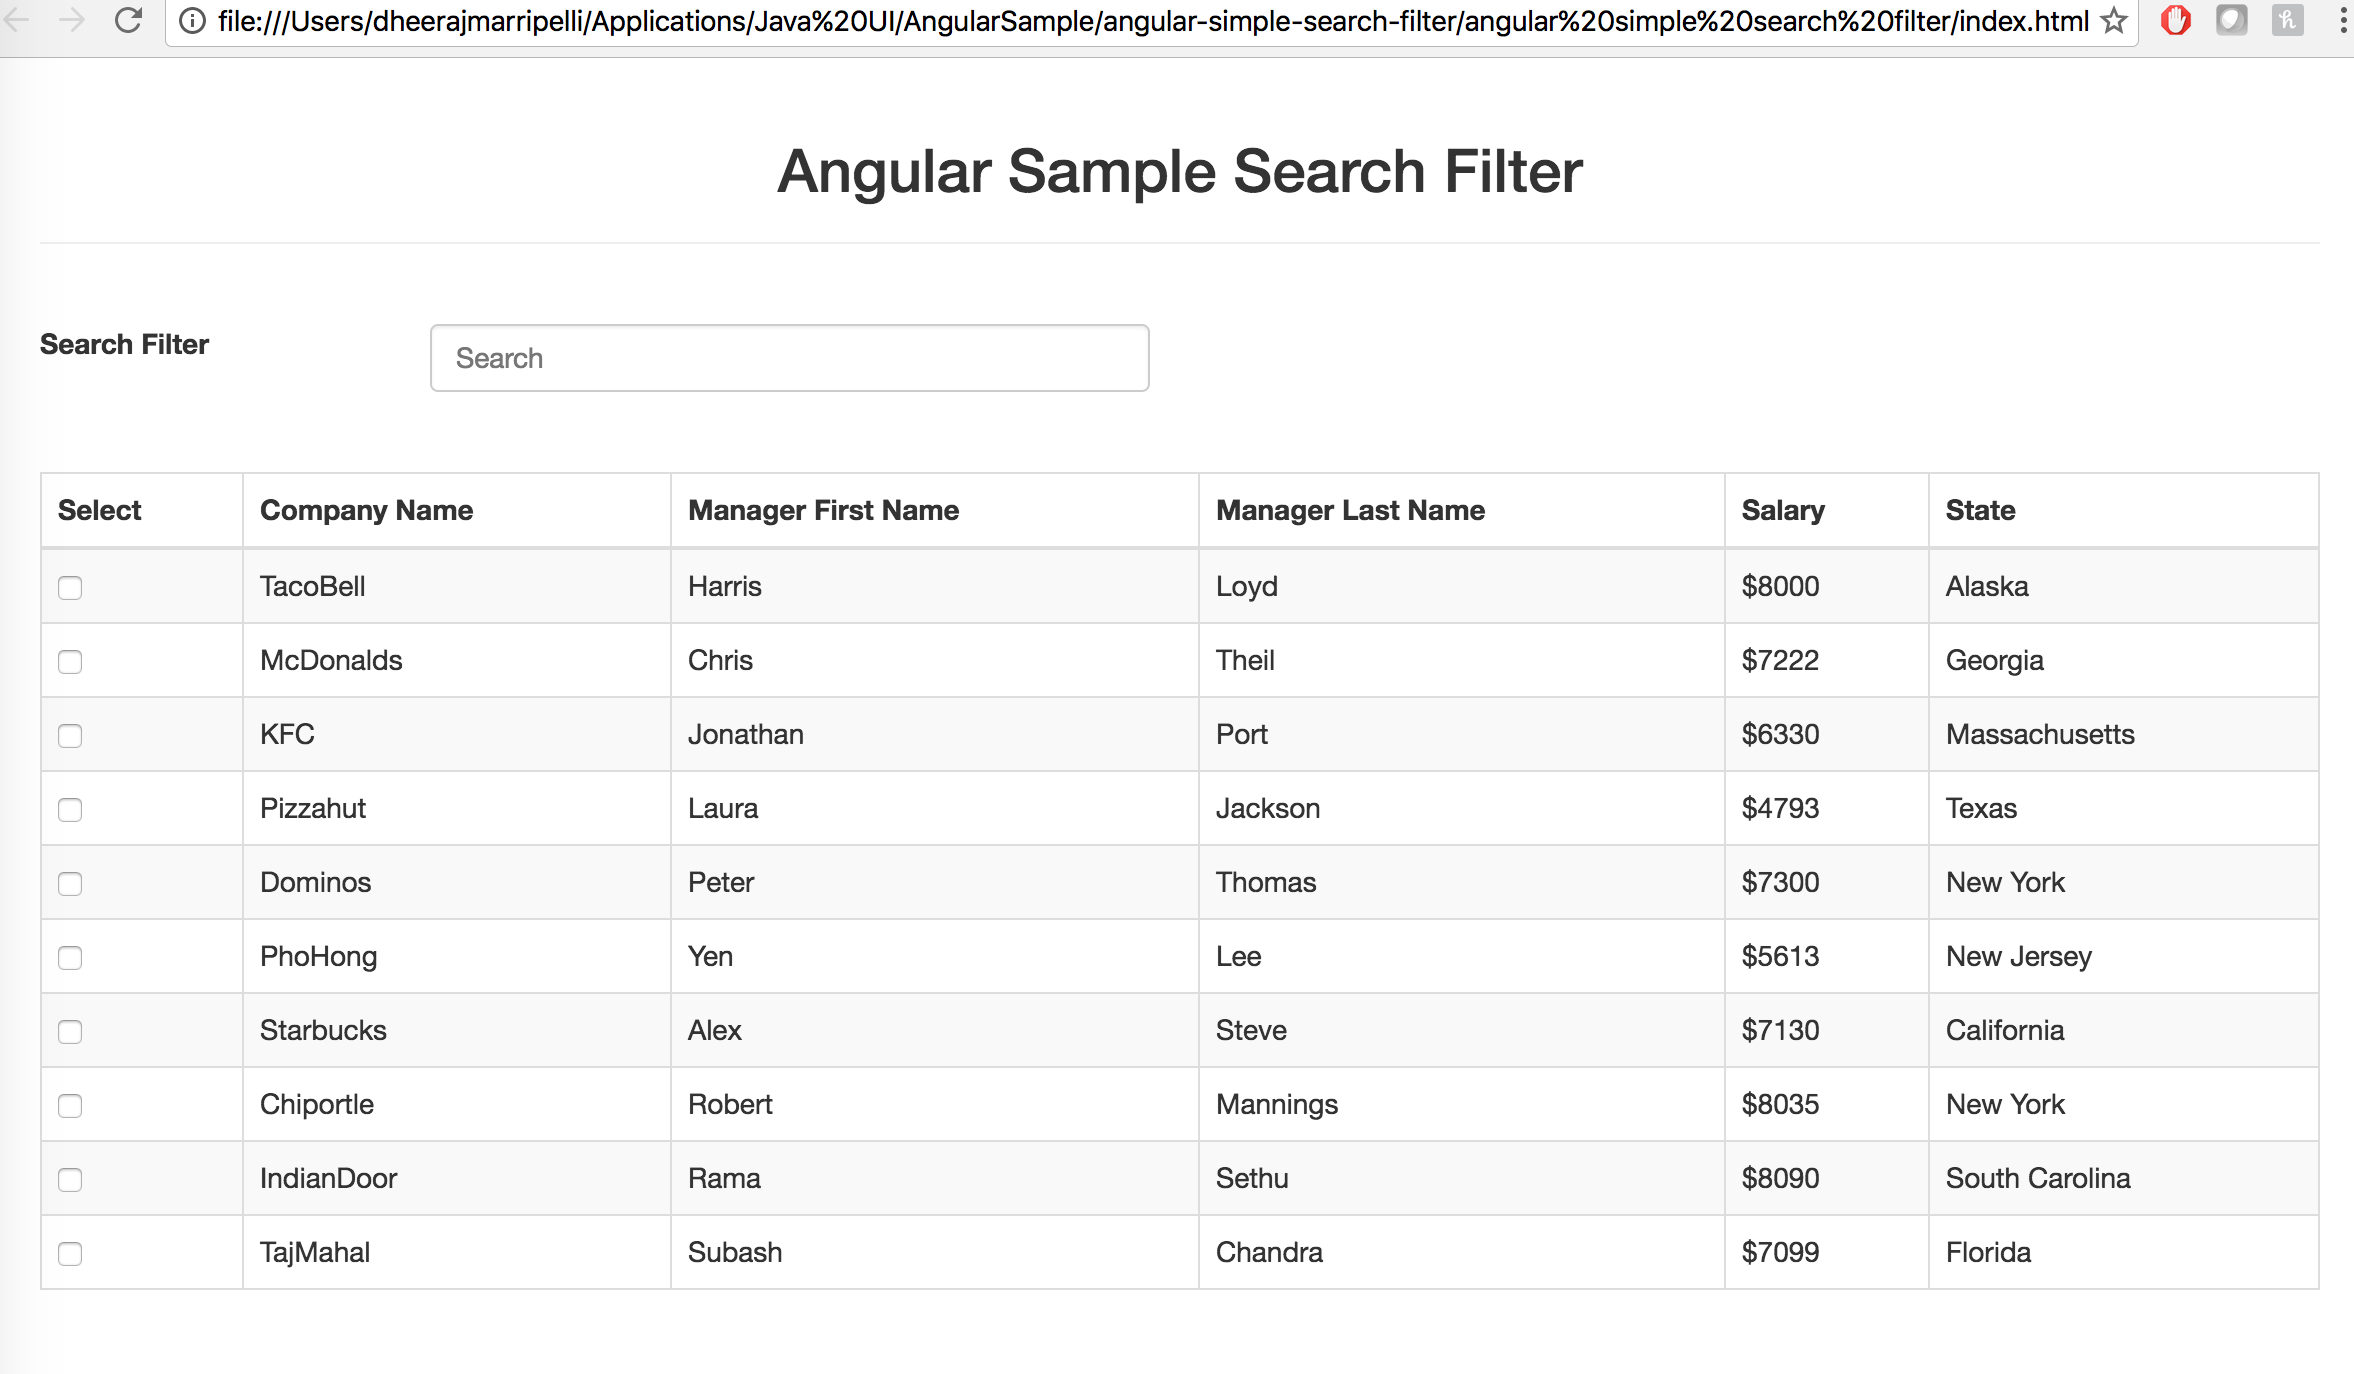 file:///Users/dheerajmarripelli/Applications/Java%20UI/AngularSample/angular-simple-search-filter/angular%20simple%20search%20filter/index.html
Angular Sample Search Filter
Search Filter
Search
Select Company Name Manager First Name Manager Last Name Salary State
TacoBell Harris Loyd $8000 Alaska
McDonalds Chris Theil $7222 Georgia
KFC Jonathan Port $6330 Massachusetts
Pizzahut Laura Jackson $4793 Texas
Dominos Peter Thomas $7300 New York
PhoHong Yen Lee $5613 New Jersey
Starbucks Alex Steve $7130 California
Chiportle Robert Mannings $8035 New York
IndianDoor Rama Sethu $8090 South Carolina
TajMahal Subash Chandra $7099 Florida